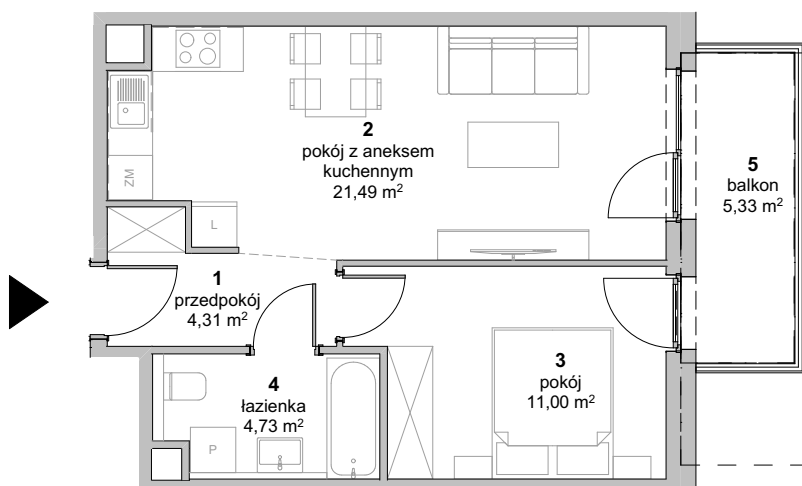 2
pokój z aneksem
kuchennym
21,49 m²
ZM
L
5
balkon
5,33 m²
1
przedpokój
4,31 m²
3
pokój
11,00 m²
4
łazienka
4,73 m²
P